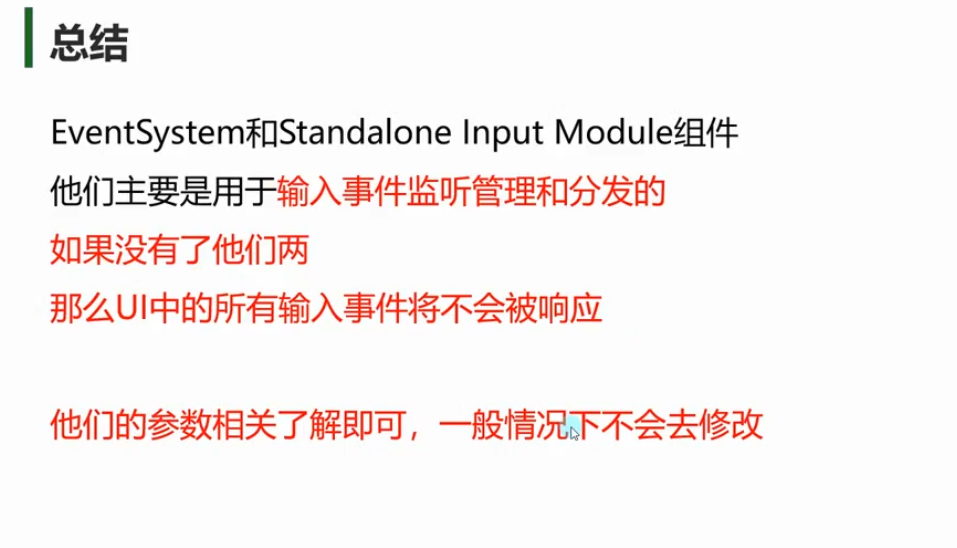 总结
EventSystem和Standalone Input Module组件
他们主要是用于输入事件监听管理和分发的
如果没有了他们两
那么UI中的所有输入事件将不会被响应
他们的参数相关了解即可，一般情况下不会去修改